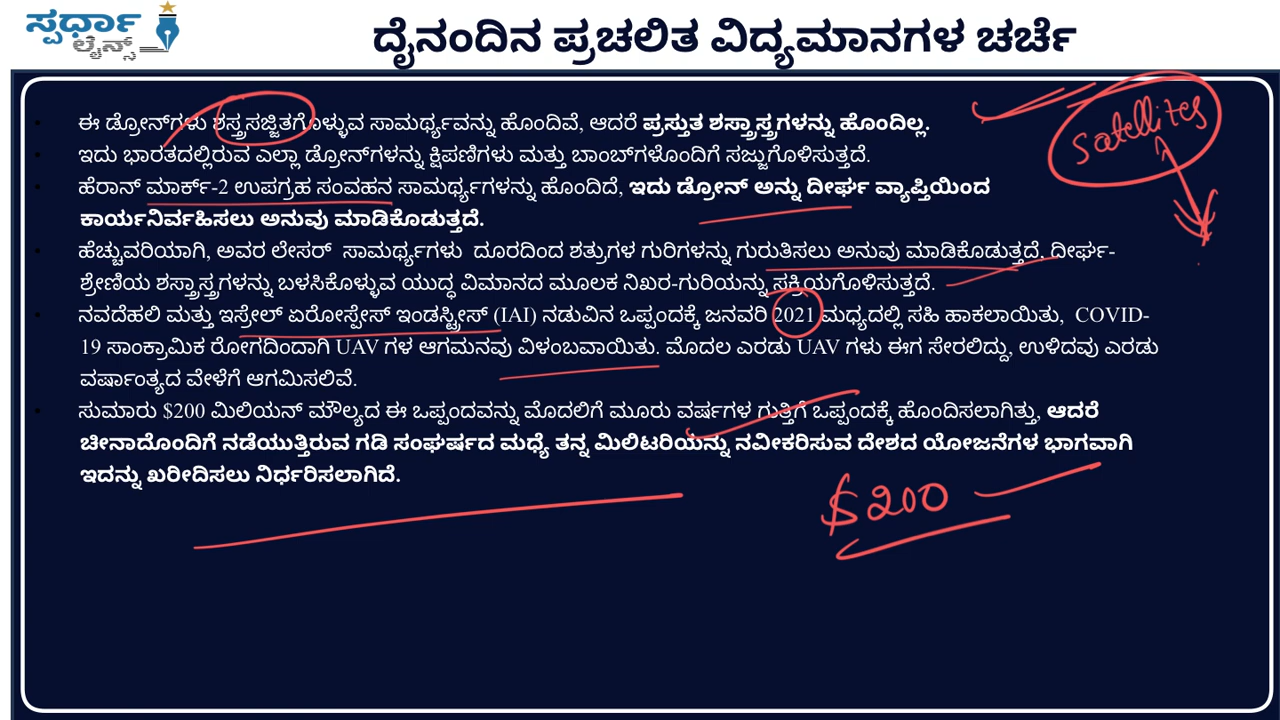 ಸ್ಪರ್ಧಾ
ಲೈನ್ಸ್
ದೈನಂದಿನ ಪ್ರಚಲಿತ ವಿದ್ಯಮಾನಗಳ ಚರ್ಚೆ
ಈ ಡ್ರೋನ್‌ಗಳು ಶಸ್ತ್ರಸಜ್ಜಿತಗೊಳ್ಳುವ ಸಾಮರ್ಥ್ಯವನ್ನು ಹೊಂದಿವೆ, ಆದರೆ ಪ್ರಸ್ತುತ ಶಸ್ತ್ರಾಸ್ತ್ರಗಳನ್ನು ಹೊಂದಿಲ್ಲ.
ಇದು ಭಾರತದಲ್ಲಿರುವ ಎಲ್ಲಾ ಡ್ರೋನ್‌ಗಳನ್ನು ಕ್ಷಿಪಣಿಗಳು ಮತ್ತು ಬಾಂಬ್‌ಗಳೊಂದಿಗೆ ಸಜ್ಜುಗೊಳಿಸುತ್ತದೆ.
satellites
ಹೆರಾನ್ ಮಾರ್ಕ್-2 ಉಪಗ್ರಹ ಸಂವಹನ ಸಾಮರ್ಥ್ಯಗಳನ್ನು ಹೊಂದಿದೆ, ಇದು ಡ್ರೋನ್ ಅನ್ನು ದೀರ್ಘ ವ್ಯಾಪ್ತಿಯಿಂದ
ಕಾರ್ಯನಿರ್ವಹಿಸಲು ಅನುವು ಮಾಡಿಕೊಡುತ್ತದೆ.
ಹೆಚ್ಚುವರಿಯಾಗಿ, ಅವರ ಲೇಸರ್ ಸಾಮರ್ಥ್ಯಗಳು ದೂರದಿಂದ ಶತ್ರುಗಳ ಗುರಿಗಳನ್ನು ಗುರುತಿಸಲು ಅನುವು ಮಾಡಿಕೊಡುತ್ತದೆ, ದೀರ್ಘ-
ಶ್ರೇಣಿಯ ಶಸ್ತ್ರಾಸ್ತ್ರಗಳನ್ನು ಬಳಸಿಕೊಳ್ಳುವ ಯುದ್ಧ ವಿಮಾನದ ಮೂಲಕ ನಿಖರ-ಗುರಿಯನ್ನು ಸಕ್ರಿಯಗೊಳಿಸುತ್ತದೆ.
ನವದೆಹಲಿ ಮತ್ತು ಇಸ್ರೇಲ್ ಏರೋಸ್ಪೇಸ್ ಇಂಡಸ್ಟ್ರೀಸ್ (IAI) ನಡುವಿನ ಒಪ್ಪಂದಕ್ಕೆ ಜನವರಿ 2021 ಮಧ್ಯದಲ್ಲಿ ಸಹಿ ಹಾಕಲಾಯಿತು, COVID-
19 ಸಾಂಕ್ರಾಮಿಕ ರೋಗದಿಂದಾಗಿ UAV ಗಳ ಆಗಮನವು ವಿಳಂಬವಾಯಿತು. ಮೊದಲ ಎರಡು UAV ಗಳು ಈಗ ಸೇರಲಿದ್ದು, ಉಳಿದವು ಎರಡು
ವರ್ಷಾಂತ್ಯದ ವೇಳೆಗೆ ಆಗಮಿಸಲಿವೆ.
ಸುಮಾರು $200 ಮಿಲಿಯನ್ ಮೌಲ್ಯದ ಈ ಒಪ್ಪಂದವನ್ನು ಮೊದಲಿಗೆ ಮೂರು ವರ್ಷಗಳ ಗುತ್ತಿಗೆ ಒಪ್ಪಂದಕ್ಕೆ ಹೊಂದಿಸಲಾಗಿತ್ತು, ಆದರೆ
ಚೀನಾದೊಂದಿಗೆ ನಡೆಯುತ್ತಿರುವ ಗಡಿ ಸಂಘರ್ಷದ ಮಧ್ಯೆ ತನ್ನ ಮಿಲಿಟರಿಯನ್ನು ನವೀಕರಿಸುವ ದೇಶದ ಯೋಜನೆಗಳ ಭಾಗವಾಗಿ
ಇದನ್ನು ಖರೀದಿಸಲು ನಿರ್ಧರಿಸಲಾಗಿದೆ.
$200